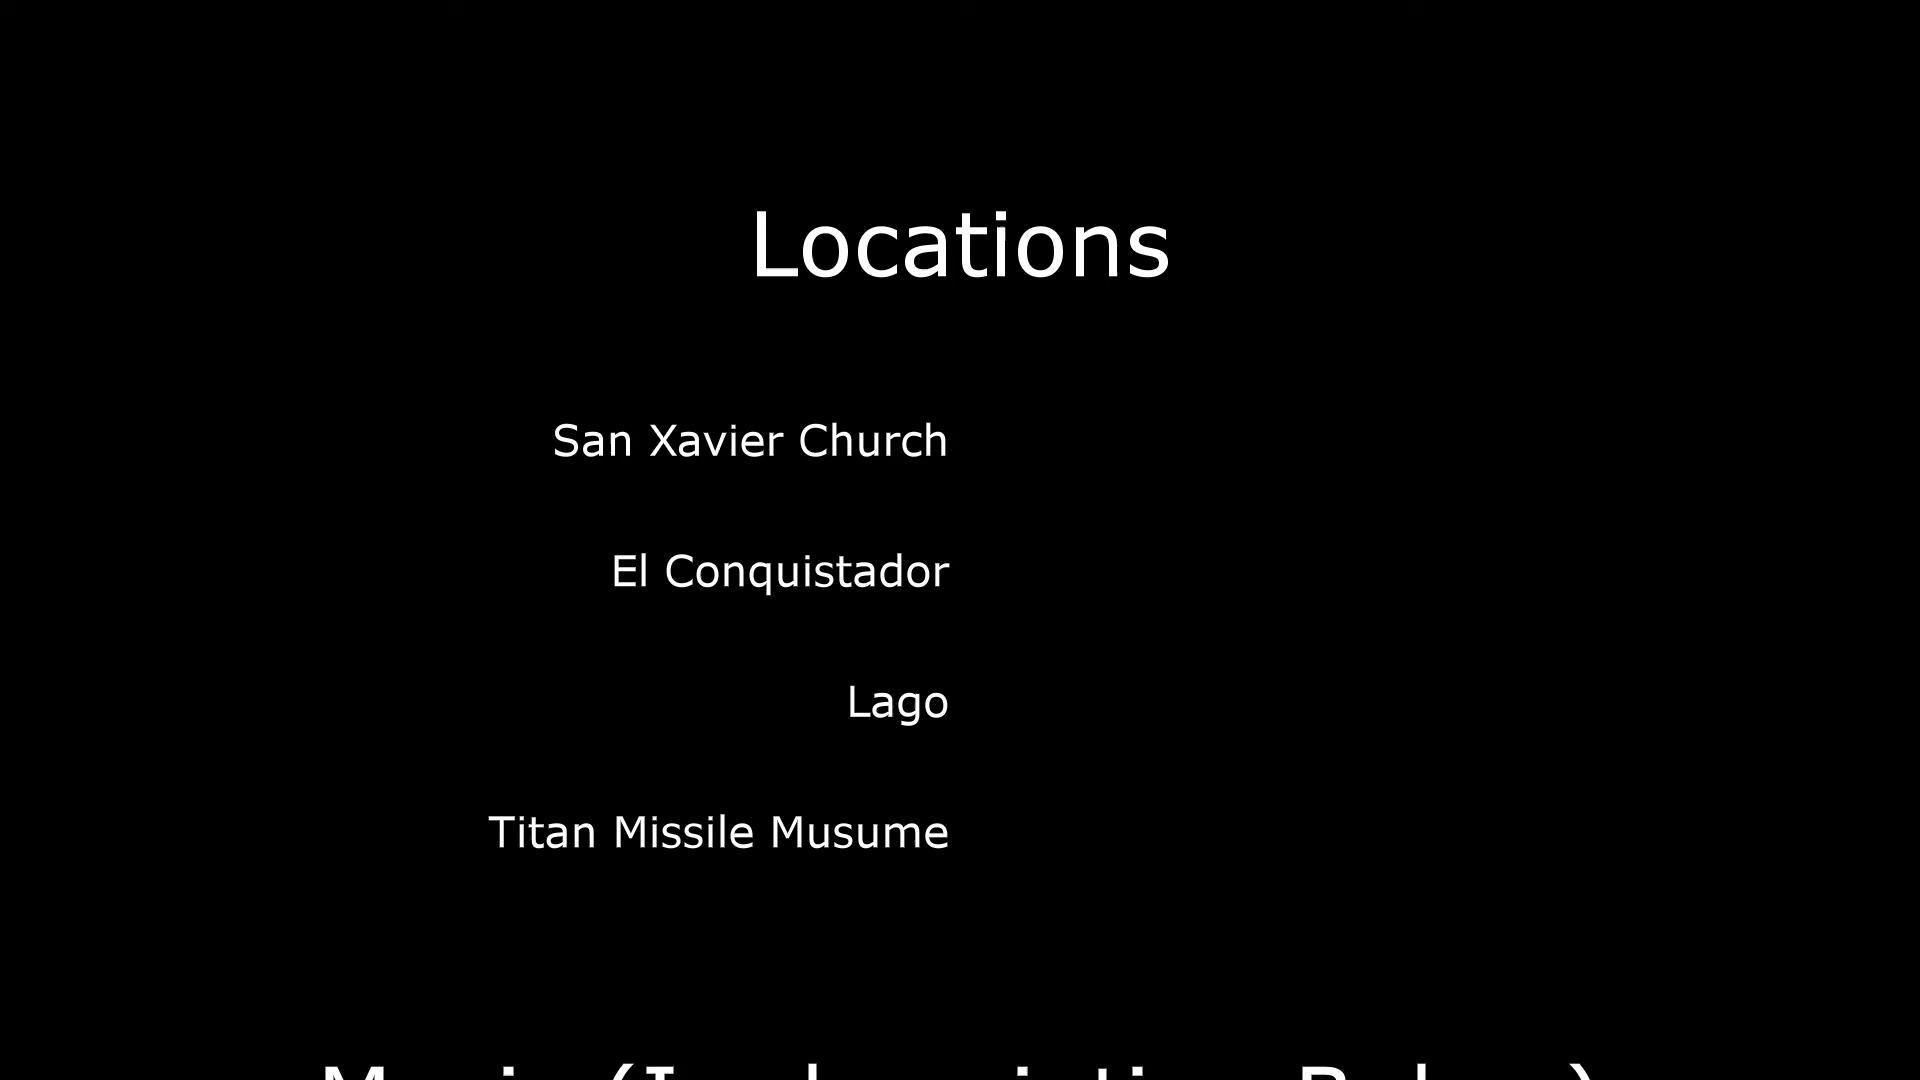 Locations
San Xavier Church
El Conquistador
Lago
Titan Missile Musume